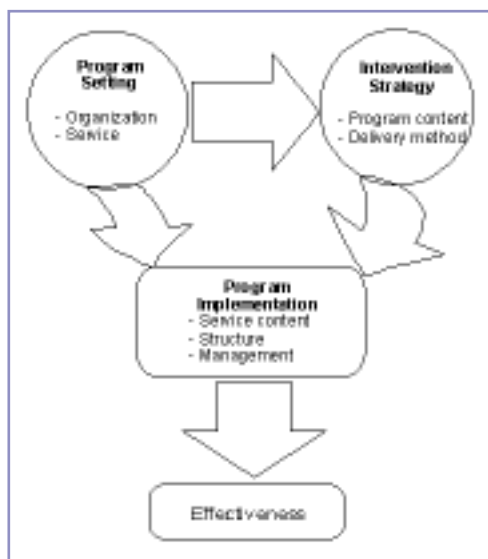 Program
Setting
- Organization
- Service
Intervention
Strategy
- Program content
- Delivery method
Program
Implementation
- Service content
- Structure
- Management
Effectiveness